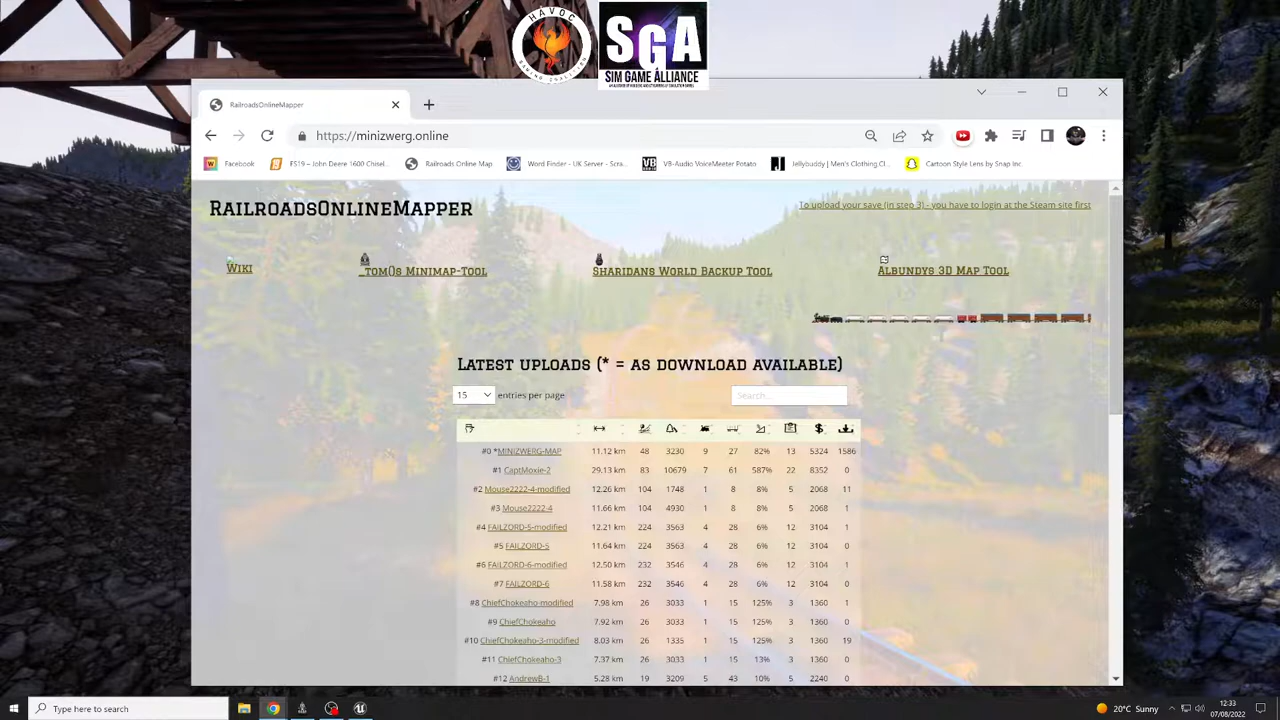 HAVOC
GAMING COALITION
SGA
SIM GAME ALLIANCE
RailroadsOnlineMapper
https://minizwerg.online
Facebook
FS19 – John Deere 1600 Chisel...
Railroads Online Map
Word Finder - UK Server - Scra...
VB-Audio VoiceMeeter Potato
Jellybuddy | Men's Clothing Cl...
Cartoon Style Lens by Snap Inc.
RailroadsOnlineMapper
To upload your save (in step 3) - you have to login at the Steam site first
Wiki
_tom()s Minimap-Tool
Sharidans World Backup Tool
Albundys 3D Map Tool
Latest uploads (* = as download available)
15 entries per page
Search...
#0 *MINIZWERG-MAP 11.12 km 48 3230 9 27 82% 13 5324 1586
#1 CaptMoxie-2 29.13 km 83 10679 7 61 587% 22 8352 0
#2 Mouse2222-4-modified 12.26 km 104 1748 1 8 8% 5 2068 11
#3 Mouse2222-4 11.66 km 104 4930 1 8 8% 5 2068 1
#4 FAILZORD-5-modified 12.21 km 224 3563 4 28 6% 12 3104 1
#5 FAILZORD-5 11.64 km 224 3563 4 28 6% 12 3104 0
#6 FAILZORD-6-modified 12.50 km 232 3546 4 28 6% 12 3104 1
#7 FAILZORD-6 11.58 km 232 3546 4 28 6% 12 3104 0
#8 ChiefChokeaho-modified 7.98 km 26 3033 1 15 125% 3 1360 1
#9 ChiefChokeaho 7.92 km 26 3033 1 15 125% 3 1360 0
#10 ChiefChokeaho-3-modified 8.03 km 26 1335 1 15 125% 3 1360 19
#11 ChiefChokeaho-3 7.37 km 26 3033 1 15 13% 3 1360 0
#12 AndrewB-1 5.28 km 19 3209 5 43 10% 5 2240 0
Type here to search
20°C Sunny
12:33
07/08/2022